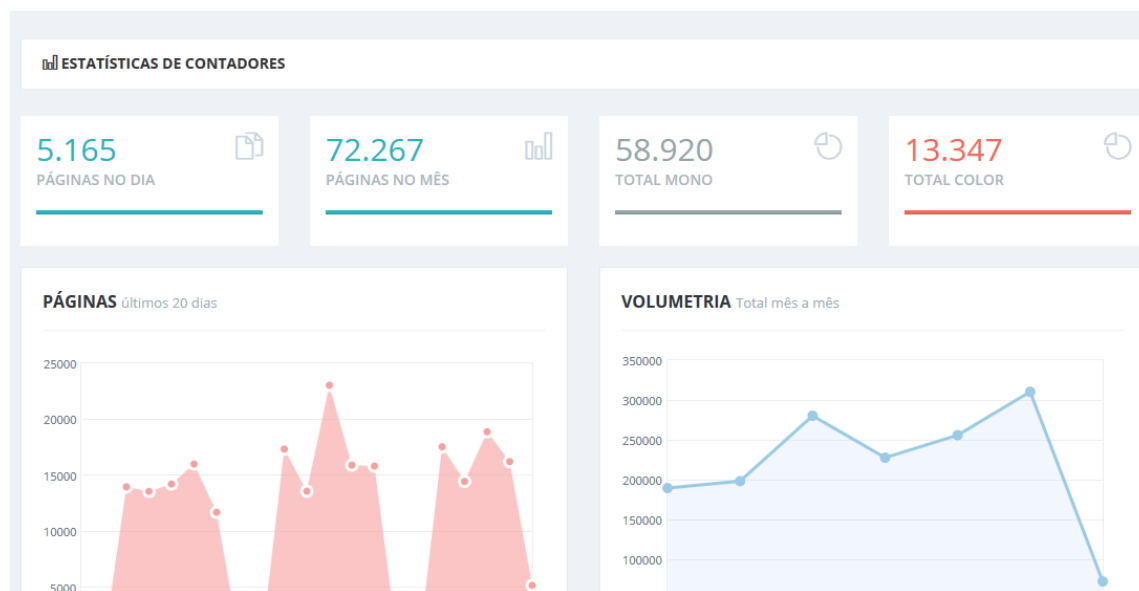 ESTATÍSTICAS DE CONTADORES
5.165
PÁGINAS NO DIA
72.267
PÁGINAS NO MÊS
58.920
TOTAL MONO
13.347
TOTAL COLOR
PÁGINAS últimos 20 dias
25000
20000
15000
10000
5000
VOLUMETRIA Total mês a mês
350000
300000
250000
200000
150000
100000